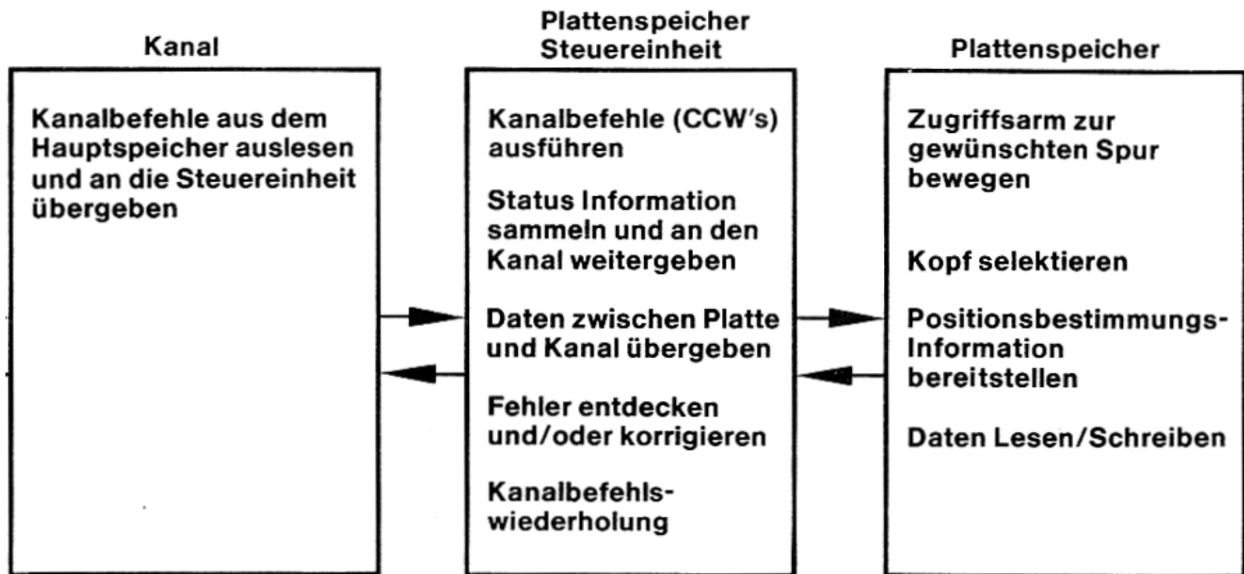 Kanal
Kanalbefehle aus dem
Hauptspeicher auslesen
und an die Steuereinheit
übergeben
Plattenspeicher
Steuereinheit
Kanalbefehle (CCW's)
ausführen
Status Information
sammeln und an den
Kanal weitergeben
Daten zwischen Platte
und Kanal übergeben
Fehler entdecken
und/oder korrigieren
Kanalbefehls-
wiederholung
Plattenspeicher
Zugriffsarm zur
gewünschten Spur
bewegen
Kopf selektieren
Positionsbestimmungs-
Information
bereitstellen
Daten Lesen/Schreiben